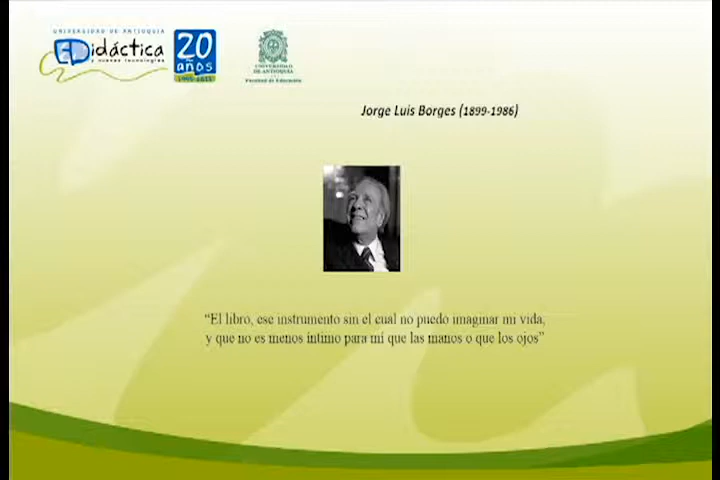 UNIVERSIDAD DE ANTIOQUIA
Didáctica
y nuevas tecnologías
20
años
UNIVERSIDAD
DE ANTIOQUIA
Facultad de Educación
Jorge Luis Borges (1899-1986)
“El libro, ese instrumento sin el cual no puedo imaginar mi vida,
y que no es menos íntimo para mí que las manos o que los ojos”